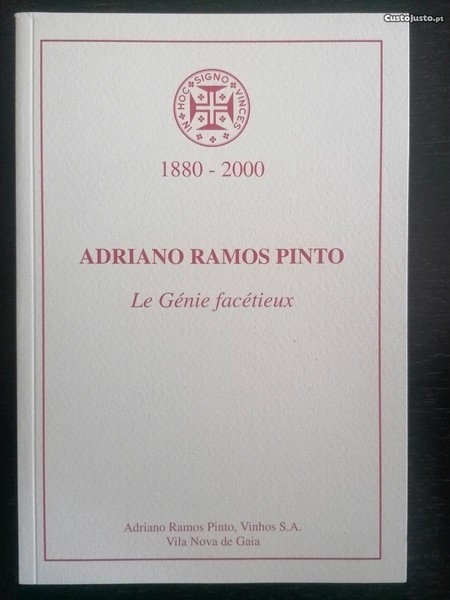 CustoJusto.pt
IN HOC SIGNO VINCES
1880 - 2000
ADRIANO RAMOS PINTO
Le Génie facétieux
Adriano Ramos Pinto, Vinhos S.A.
Vila Nova de Gaia